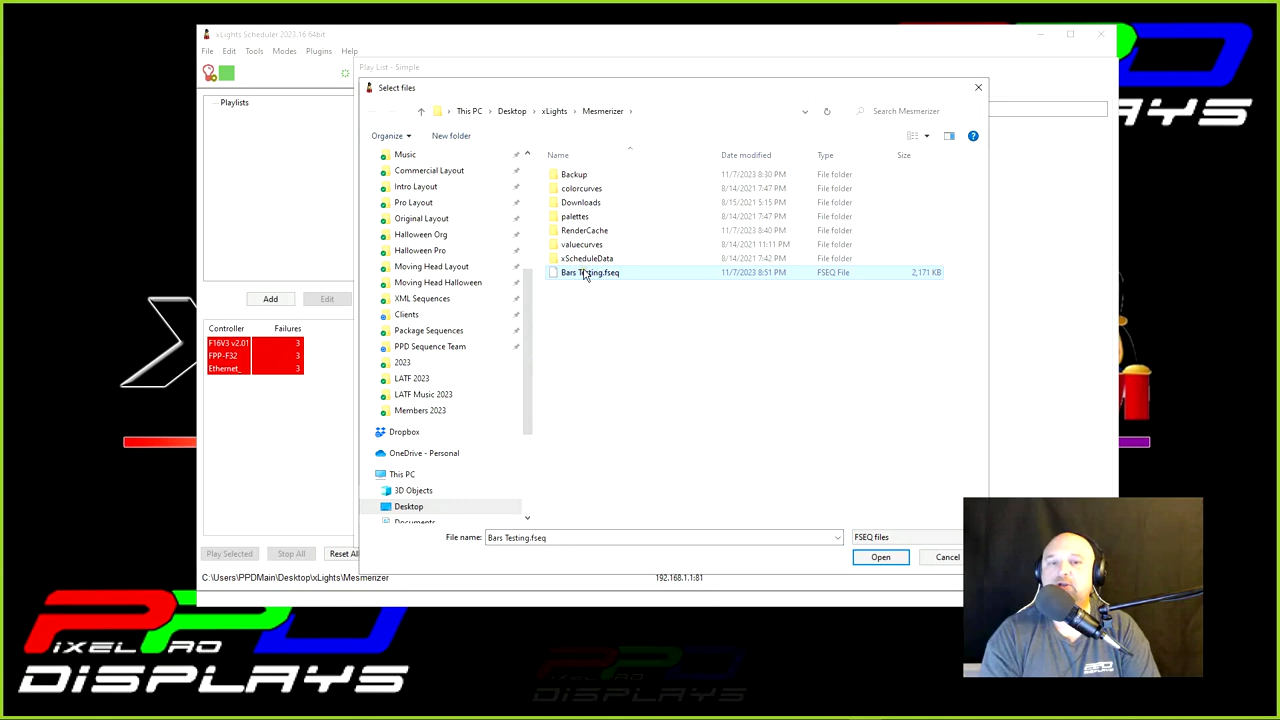 xLights Scheduler 2023.16 64bit
File Edit Tools Modes Plugins Help
Play List - Simple
Select files
This PC Desktop xLights Mesmerizer
Search Mesmerizer
Organize New folder
Playlists
Add Edit
Controller Failures
F16V3 v2.01 3
FPP-F32 3
Ethernet_ 3
Play Selected Stop All Reset All
Music
Commercial Layout
Intro Layout
Pro Layout
Original Layout
Halloween Org
Halloween Pro
Moving Head Layout
Moving Head Halloween
XML Sequences
Clients
Package Sequences
PPD Sequence Team
2023
LATF 2023
LATF Music 2023
Members 2023
Dropbox
OneDrive - Personal
This PC
3D Objects
Desktop
Documents
Name Date modified Type Size
Backup 11/7/2023 8:30 PM File folder
colorcurves 8/14/2021 7:47 PM File folder
Downloads 8/15/2021 5:15 PM File folder
palettes 8/14/2021 7:47 PM File folder
RenderCache 11/7/2023 8:40 PM File folder
valuecurves 8/14/2021 11:11 PM File folder
xScheduleData 8/14/2021 7:42 PM File folder
Bars Testing.fseq 11/7/2023 8:51 PM FSEQ File 2,171 KB
File name: Bars Testing.fseq FSEQ files
Open Cancel
C:\Users\PPDMain\Desktop\xLights\Mesmerizer 192.168.1.1:81
PIXEL PRO
DISPLAYS
DISPLAYS
PPD
DISPLAYS